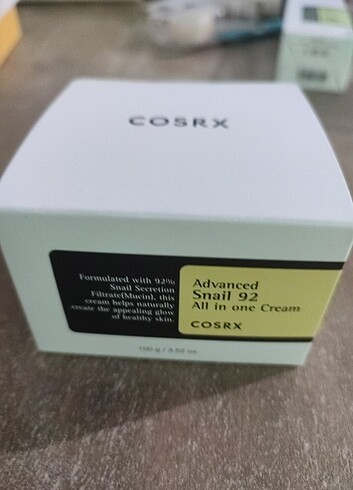 COSRX
Formulated with 92%
Snail Secretion
Filtrate(Mucin), this
cream helps naturally
create the appealing glow
of healthy skin.
Advanced
Snail 92
All in one Cream
COSRX
100 g / 3.52 oz.